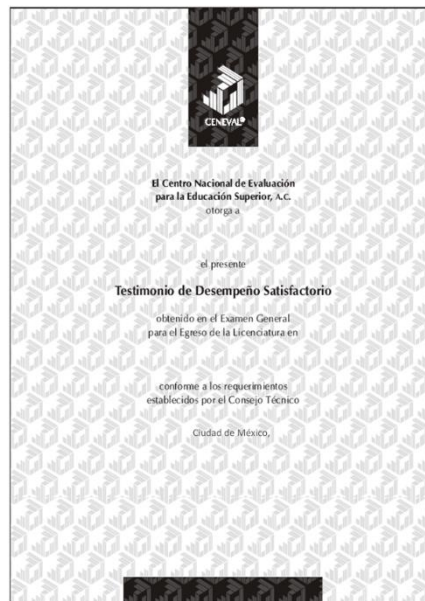 CENEVAL®
El Centro Nacional de Evaluación
para la Educación Superior, A.C.
otorga a
el presente
Testimonio de Desempeño Satisfactorio
obtenido en el Examen General
para el Egreso de la Licenciatura en
conforme a los requerimientos
establecidos por el Consejo Técnico
Ciudad de México,